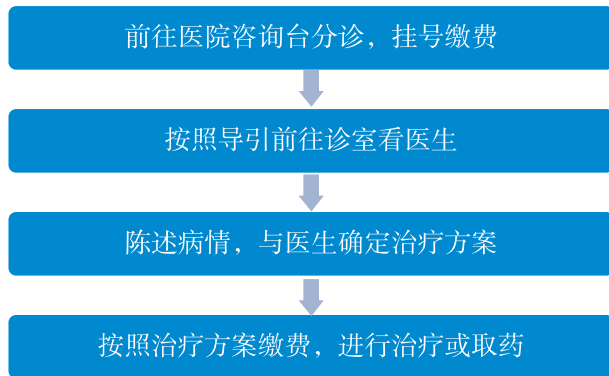 前往医院咨询台分诊，挂号缴费
按照导引前往诊室看医生
陈述病情，与医生确定治疗方案
按照治疗方案缴费，进行治疗或取药